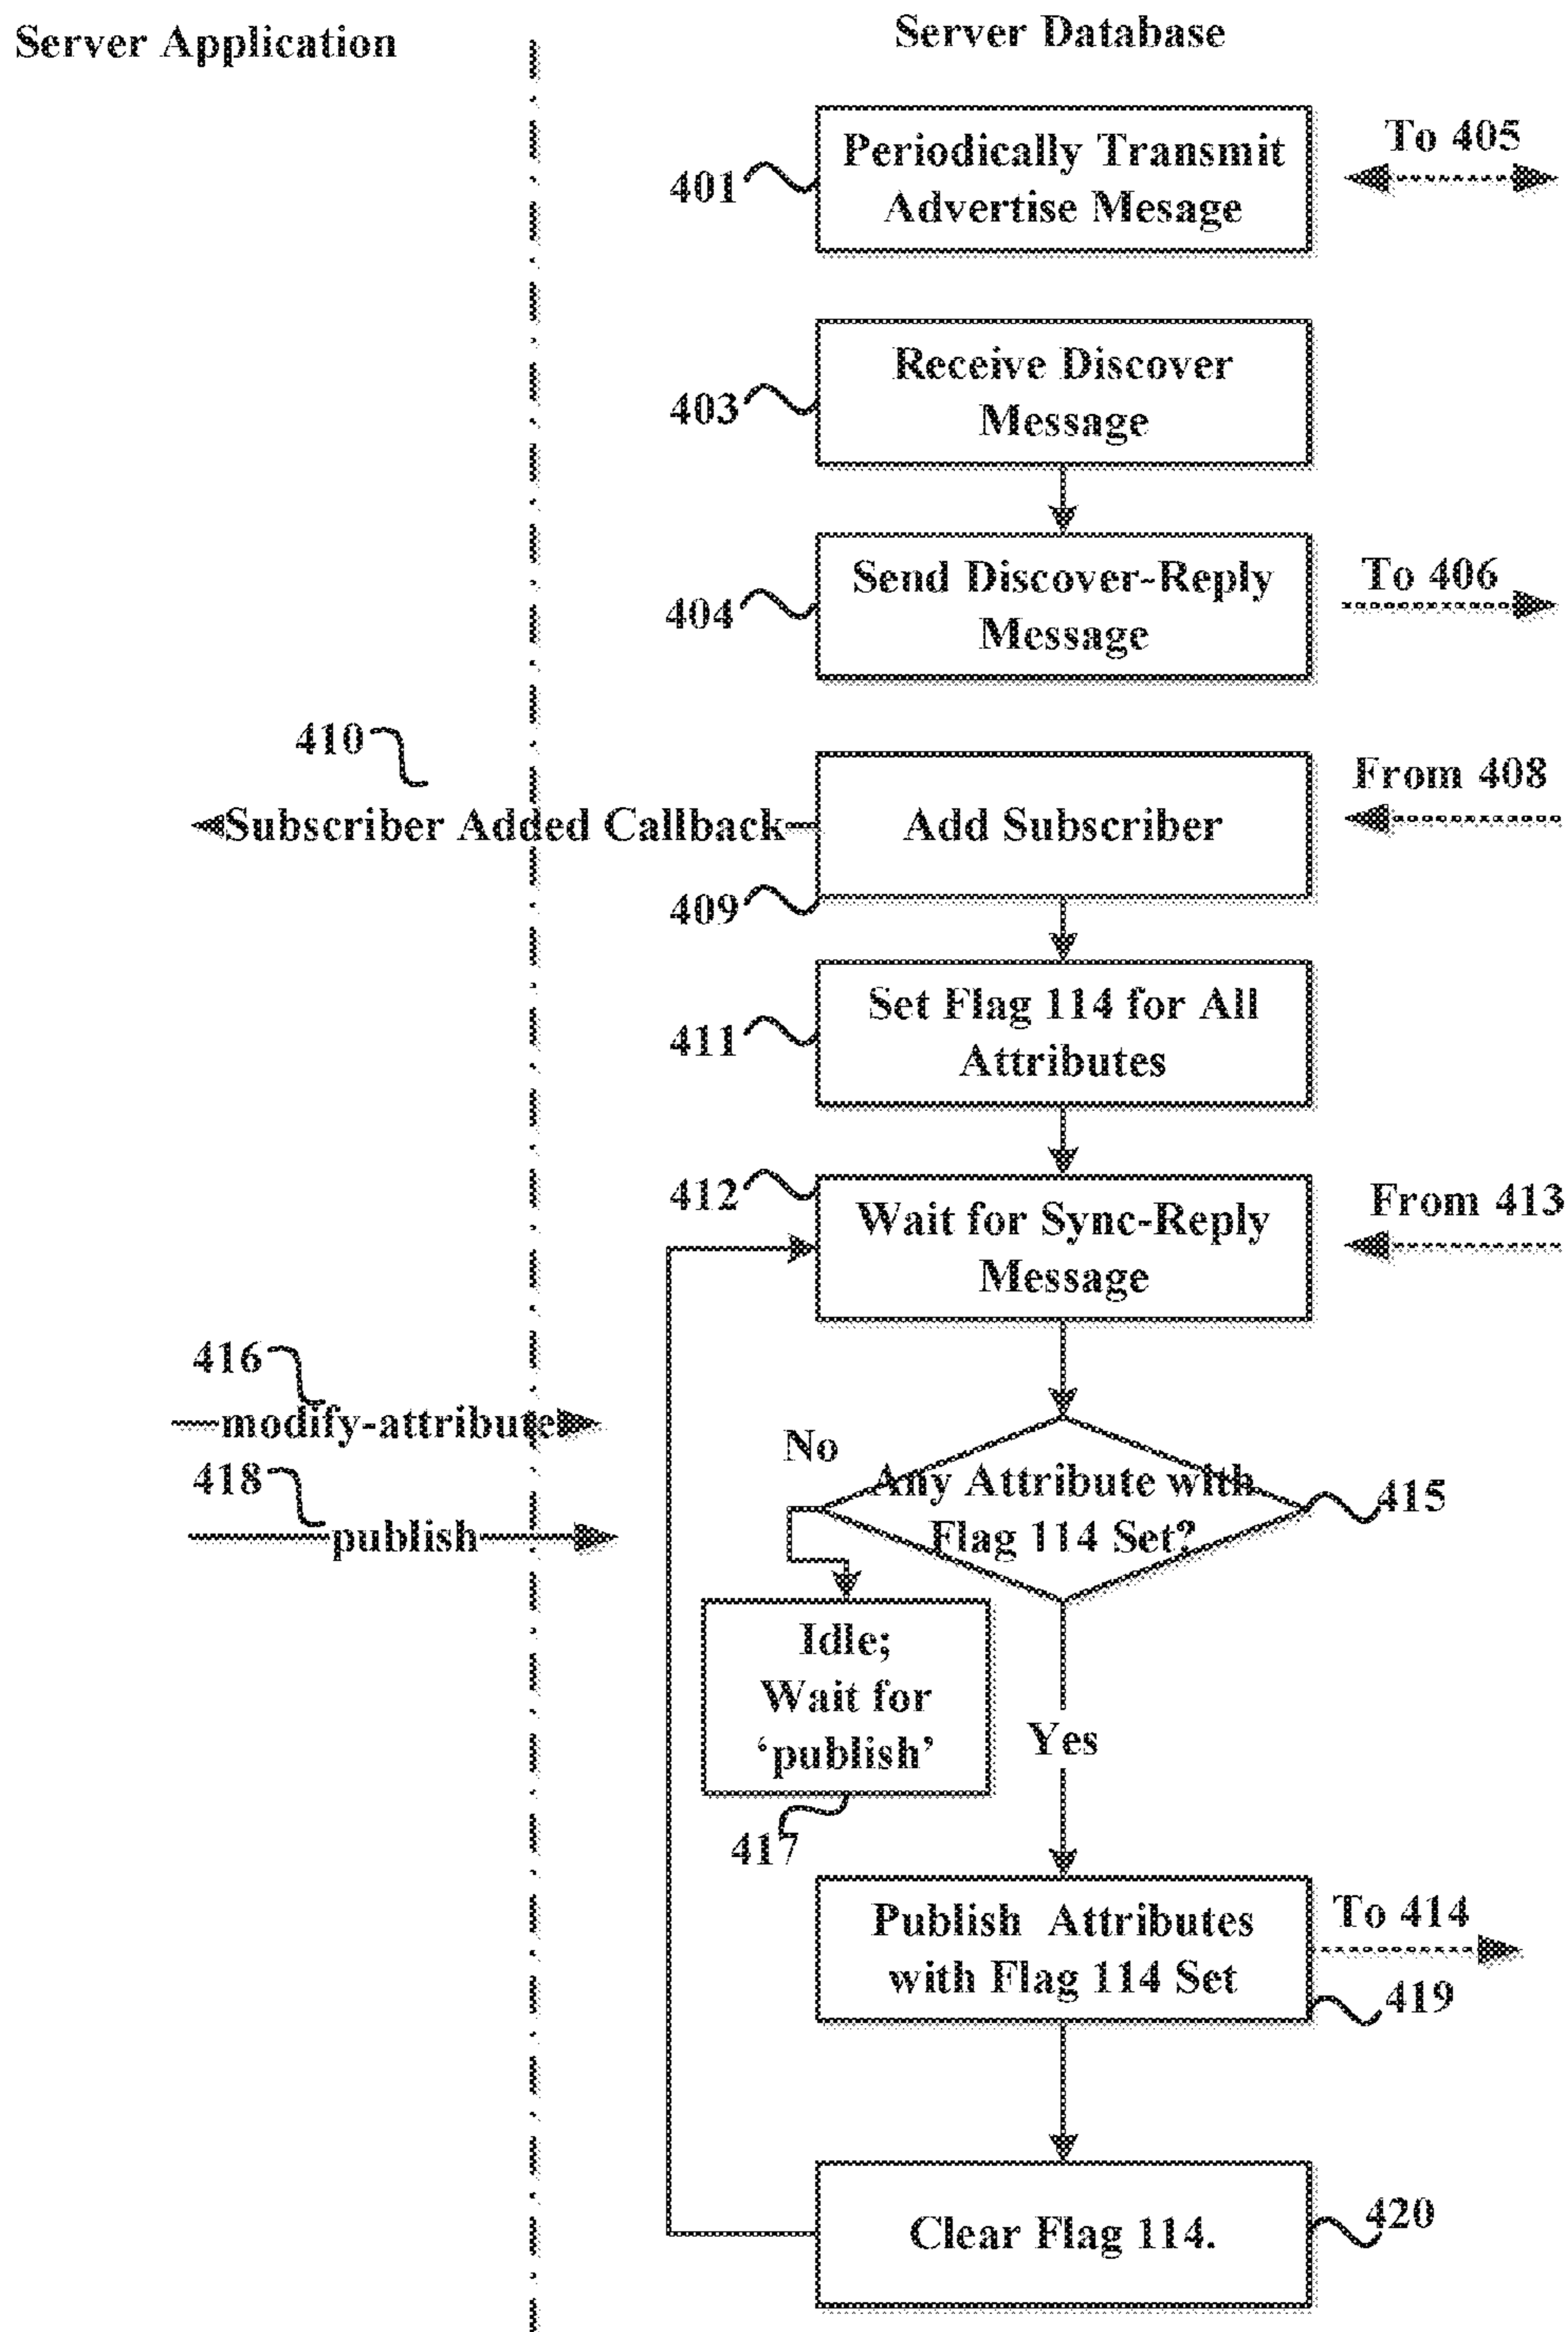 Server Application
Server Database
Periodically Transmit
Advertise Mesage
401
To 405
Receive Discover
Message
403
Send Discover-Reply
Message
404
To 406
410
Subscriber Added Callback
Add Subscriber
From 408
409
Set Flag 114 for All
Attributes
411
412
Wait for Sync-Reply
Message
From 413
416
modify-attribute
418
publish
No
Any Attribute with
Flag 114 Set?
415
Idle;
Wait for
‘publish’
Yes
417
Publish Attributes
with Flag 114 Set
To 414
419
Clear Flag 114.
420